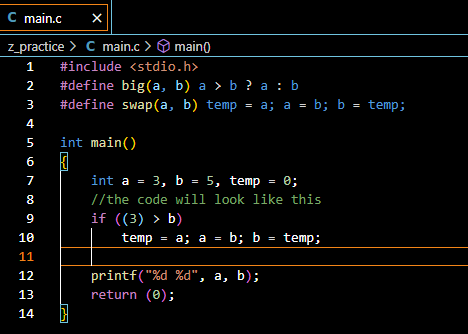 C main.c ×
z_practice > C main.c > main()
1 #include <stdio.h>
2 #define big(a, b) a > b ? a : b
3 #define swap(a, b) temp = a; a = b; b = temp;
4
5 int main()
6 {
7 int a = 3, b = 5, temp = 0;
8 //the code will look like this
9 if ((3) > b)
10 temp = a; a = b; b = temp;
11
12 printf("%d %d", a, b);
13 return (0);
14 }